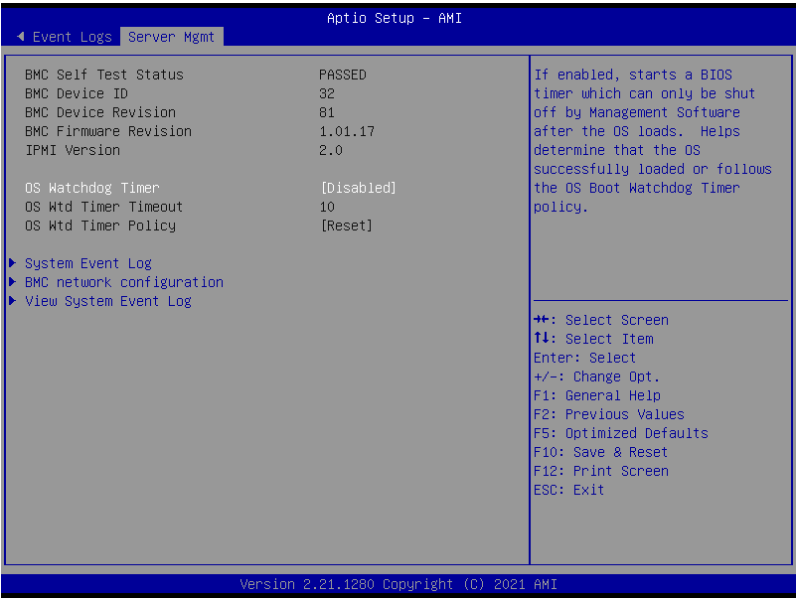 Aptio Setup – AMI
Event Logs Server Mgmt
BMC Self Test Status PASSED
BMC Device ID 32
BMC Device Revision 81
BMC Firmware Revision 1.01.17
IPMI Version 2.0
OS Watchdog Timer [Disabled]
OS Wtd Timer Timeout 10
OS Wtd Timer Policy [Reset]
System Event Log
BMC network configuration
View System Event Log
If enabled, starts a BIOS
timer which can only be shut
off by Management Software
after the OS loads. Helps
determine that the OS
successfully loaded or follows
the OS Boot Watchdog Timer
policy.
→←: Select Screen
↑↓: Select Item
Enter: Select
+/-: Change Opt.
F1: General Help
F2: Previous Values
F5: Optimized Defaults
F10: Save & Reset
F12: Print Screen
ESC: Exit
Version 2.21.1280 Copyright (C) 2021 AMI